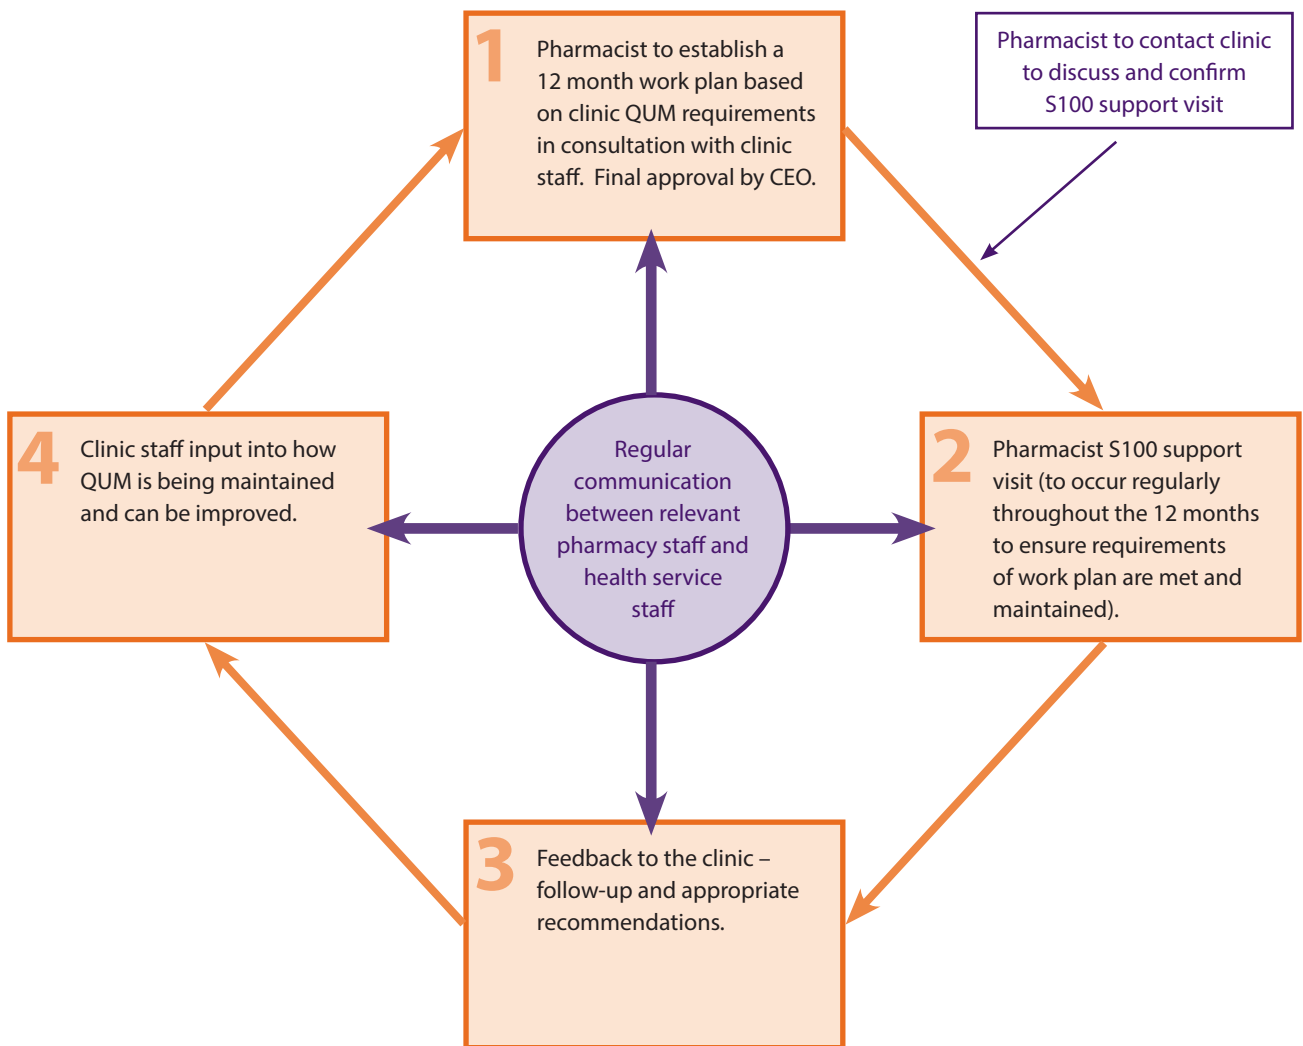 1
Pharmacist to establish a
12 month work plan based
on clinic QUM requirements
in consultation with clinic
staff.  Final approval by CEO.
Pharmacist to contact clinic
to discuss and confirm
S100 support visit
2
Pharmacist S100 support
visit (to occur regularly
throughout the 12 months
to ensure requirements
of work plan are met and
maintained).
3
Feedback to the clinic –
follow-up and appropriate
recommendations.
4
Clinic staff input into how
QUM is being maintained
and can be improved.
Regular
communication
between relevant
pharmacy staff and
health service
staff